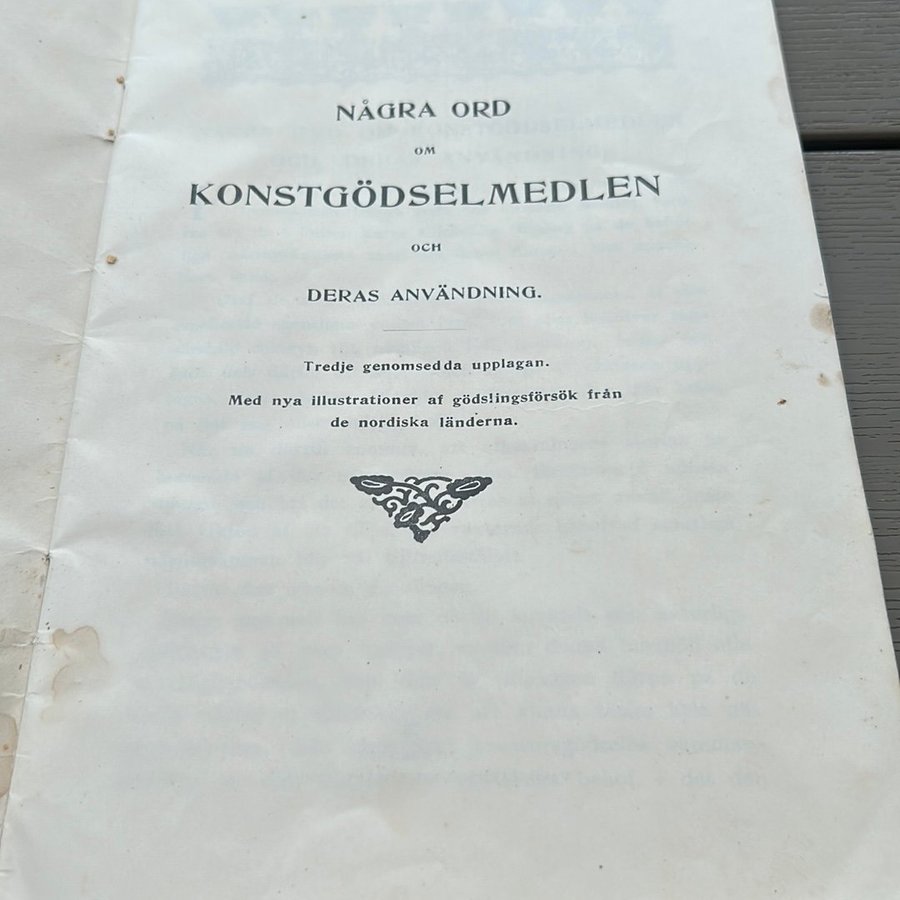 NÅGRA ORD
OM
KONSTGÖDSELMEDLEN
OCH
DERAS ANVÄNDNING.
Tredje genomsedda upplagan.
Med nya illustrationer af gödslingsförsök från
de nordiska länderna.